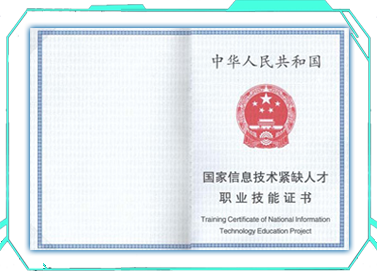 中华人民共和国
国家信息技术紧缺人才
职业技能证书
Training Certificate of National Information
Technology Education Project